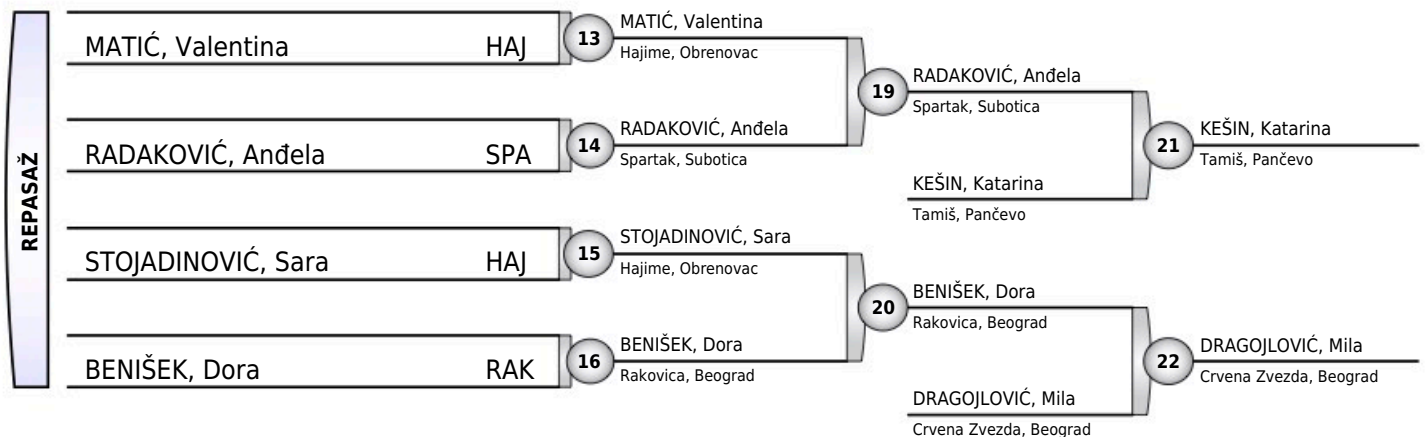 REPASAŽ
MATIĆ, Valentina HAJ
RADAKOVIĆ, Anđela SPA
STOJADINOVIĆ, Sara HAJ
BENIŠEK, Dora RAK
13
MATIĆ, Valentina
Hajime, Obrenovac
14
RADAKOVIĆ, Anđela
Spartak, Subotica
15
STOJADINOVIĆ, Sara
Hajime, Obrenovac
16
BENIŠEK, Dora
Rakovica, Beograd
19
RADAKOVIĆ, Anđela
Spartak, Subotica
KEŠIN, Katarina
Tamiš, Pančevo
20
BENIŠEK, Dora
Rakovica, Beograd
DRAGOJLOVIĆ, Mila
Crvena Zvezda, Beograd
21
KEŠIN, Katarina
Tamiš, Pančevo
22
DRAGOJLOVIĆ, Mila
Crvena Zvezda, Beograd